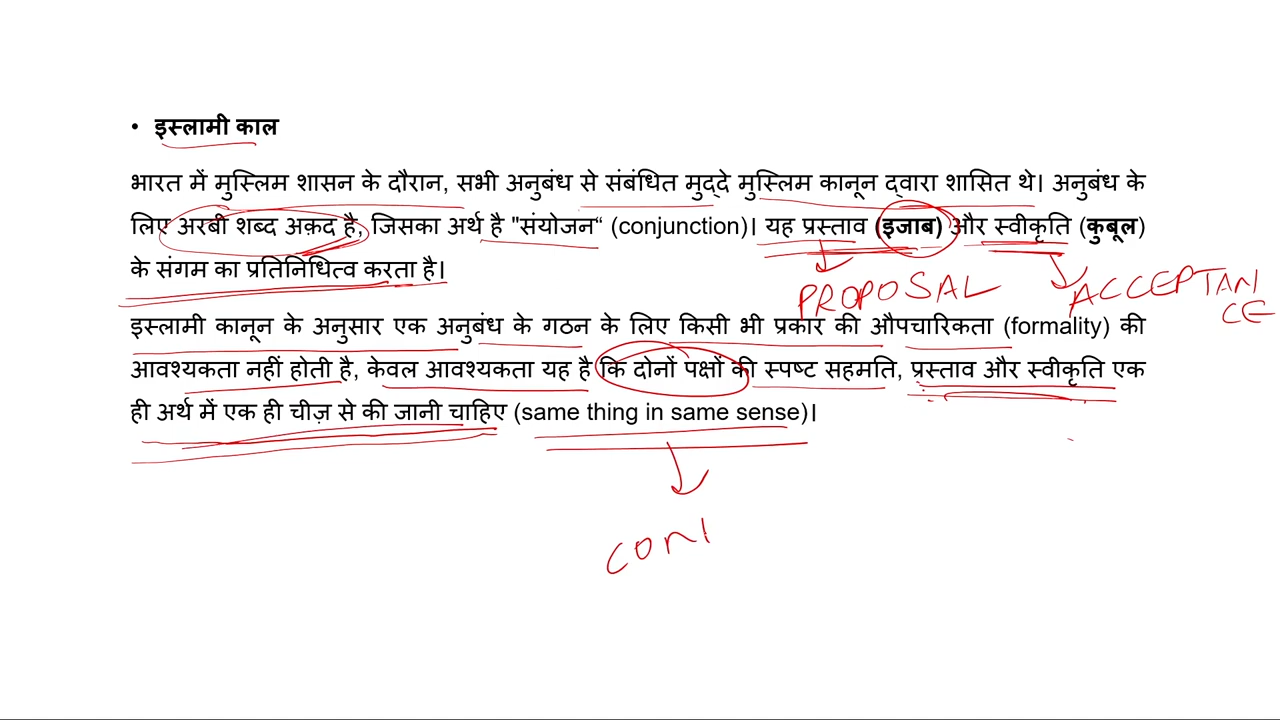 • इस्लामी काल
भारत में मुस्लिम शासन के दौरान, सभी अनुबंध से संबंधित मुद्दे मुस्लिम कानून द्वारा शासित थे। अनुबंध के
लिए अरबी शब्द अक़द है, जिसका अर्थ है "संयोजन“ (conjunction)। यह प्रस्ताव (इजाब) और स्वीकृति (कुबूल)
के संगम का प्रतिनिधित्व करता है।
PROPOSAL
ACCEPTAN
CE
इस्लामी कानून के अनुसार एक अनुबंध के गठन के लिए किसी भी प्रकार की औपचारिकता (formality) की
आवश्यकता नहीं होती है, केवल आवश्यकता यह है कि दोनों पक्षों की स्पष्ट सहमति, प्रस्ताव और स्वीकृति एक
ही अर्थ में एक ही चीज़ से की जानी चाहिए (same thing in same sense)।